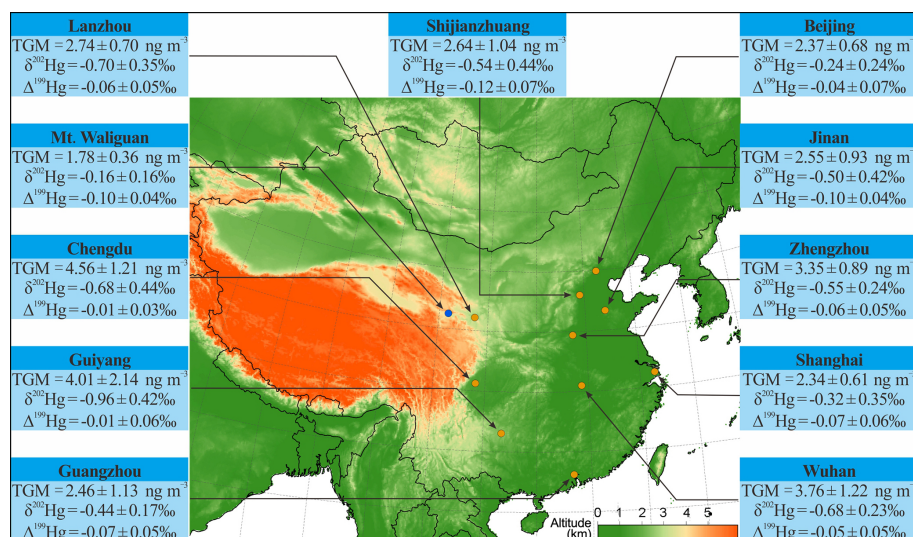 Lanzhou
TGM = 2.74 ± 0.70 ng m⁻³
δ²⁰²Hg = -0.70 ± 0.35‰
Δ¹⁹⁹Hg = -0.06 ± 0.05‰
Shijianzhuang
TGM = 2.64 ± 1.04 ng m⁻³
δ²⁰²Hg = -0.54 ± 0.44‰
Δ¹⁹⁹Hg = -0.12 ± 0.07‰
Beijing
TGM = 2.37 ± 0.68 ng m⁻³
δ²⁰²Hg = -0.24 ± 0.24‰
Δ¹⁹⁹Hg = -0.04 ± 0.07‰
Mt. Waliguan
TGM = 1.78 ± 0.36 ng m⁻³
δ²⁰²Hg = -0.16 ± 0.16‰
Δ¹⁹⁹Hg = -0.10 ± 0.04‰
Jinan
TGM = 2.55 ± 0.93 ng m⁻³
δ²⁰²Hg = -0.50 ± 0.42‰
Δ¹⁹⁹Hg = -0.10 ± 0.04‰
Chengdu
TGM = 4.56 ± 1.21 ng m⁻³
δ²⁰²Hg = -0.68 ± 0.44‰
Δ¹⁹⁹Hg = -0.01 ± 0.03‰
Zhengzhou
TGM = 3.35 ± 0.89 ng m⁻³
δ²⁰²Hg = -0.55 ± 0.24‰
Δ¹⁹⁹Hg = -0.06 ± 0.05‰
Guiyang
TGM = 4.01 ± 2.14 ng m⁻³
δ²⁰²Hg = -0.96 ± 0.42‰
Δ¹⁹⁹Hg = -0.01 ± 0.06‰
Shanghai
TGM = 2.34 ± 0.61 ng m⁻³
δ²⁰²Hg = -0.32 ± 0.35‰
Δ¹⁹⁹Hg = -0.07 ± 0.06‰
Guangzhou
TGM = 2.46 ± 1.13 ng m⁻³
δ²⁰²Hg = -0.44 ± 0.17‰
Δ¹⁹⁹Hg = -0.07 ± 0.05‰
Wuhan
TGM = 3.76 ± 1.22 ng m⁻³
δ²⁰²Hg = -0.68 ± 0.23‰
Δ¹⁹⁹Hg = -0.05 ± 0.05‰
0 1 2 3 4 5
Altitude
(km)